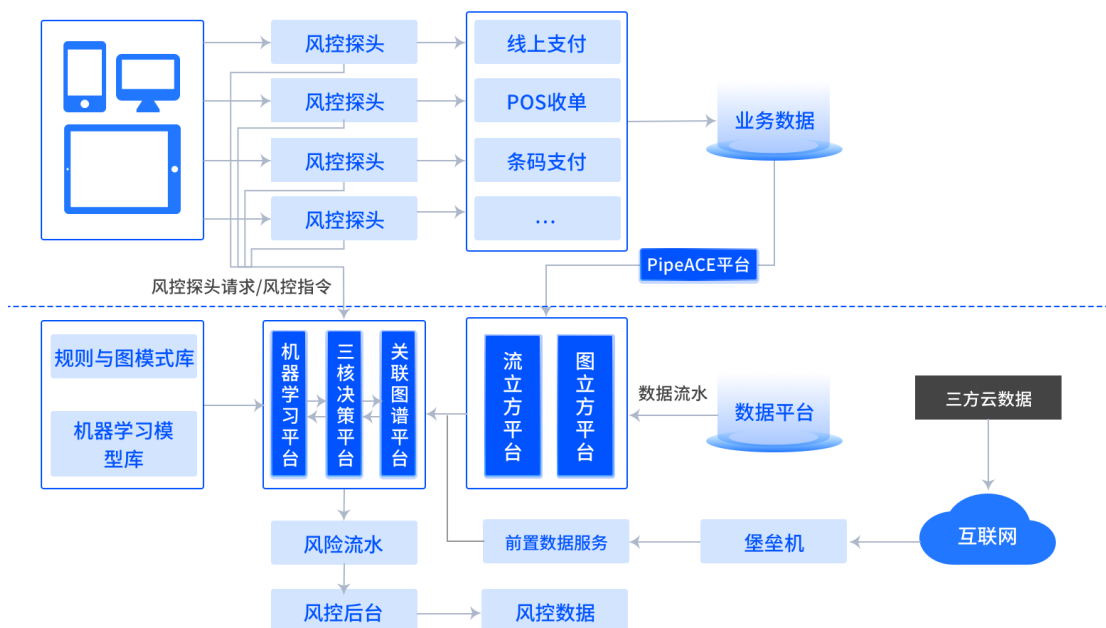 风控探头
线上支付
风控探头
POS收单
业务数据
风控探头
条码支付
风控探头
...
PipeACE平台
风控探头请求/风控指令
规则与图模式库
机器学习模
型库
机器学习平台
三核决策平台
关联图谱平台
流立方平台
图立方平台
数据流水
数据平台
三方云数据
风险流水
前置数据服务
堡垒机
互联网
风控后台
风控数据